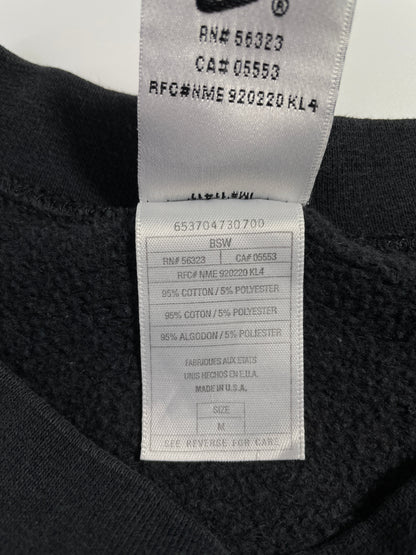 ®
RN# 56323
CA# 05553
RFC#NME 920220 KL4
653704730700
BSW
RN# 56323 CA# 05553
RFC# NME 920220 KL4
95% COTTON / 5% POLYESTER
95% COTTON / 5% POLYESTER
95% ALGODON / 5% POLIESTER
FABRIQUES AUX ETATS
UNIS HECHOS EN E.U.A.
MADE IN U.S.A.
SIZE
M
SEE REVERSE FOR CARE